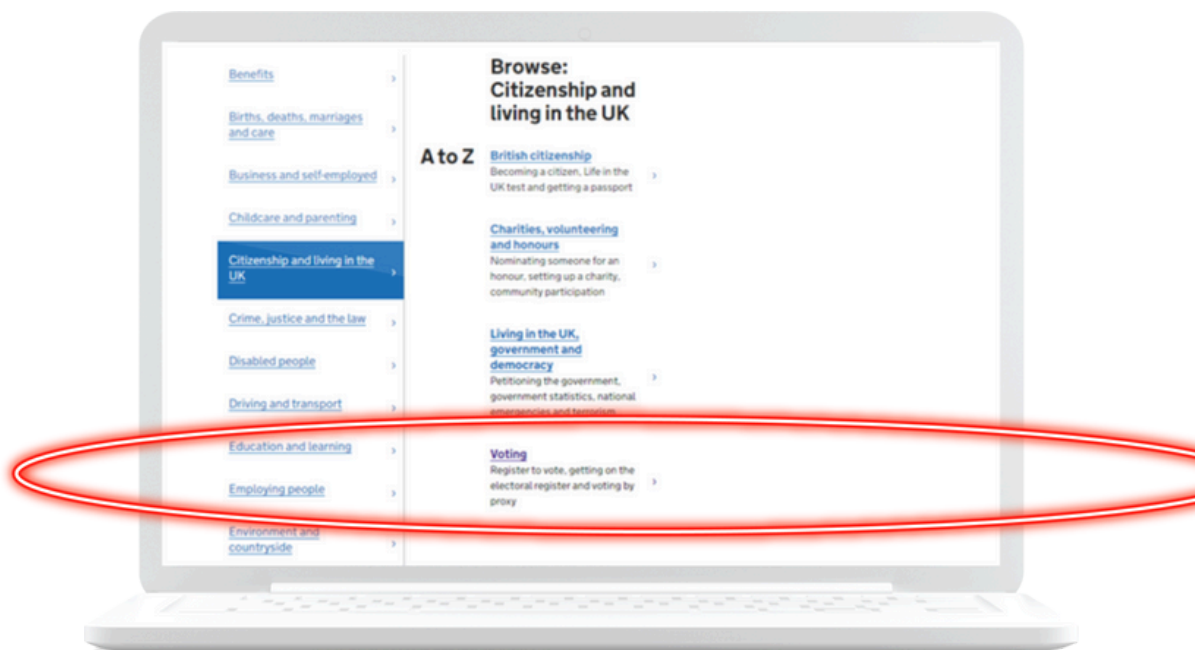 Benefits
Births, deaths, marriages
and care
Business and self-employed
Childcare and parenting
Citizenship and living in the
UK
Crime, justice and the law
Disabled people
Driving and transport
Education and learning
Employing people
Environment and
countryside
Browse:
Citizenship and
living in the UK
A to Z
British citizenship
Becoming a citizen, Life in the
UK test and getting a passport
Charities, volunteering
and honours
Nominating someone for an
honour, setting up a charity,
community participation
Living in the UK,
government and
democracy
Petitioning the government,
government statistics, national
emergencies and terrorism
Voting
Register to vote, getting on the
electoral register and voting by
proxy